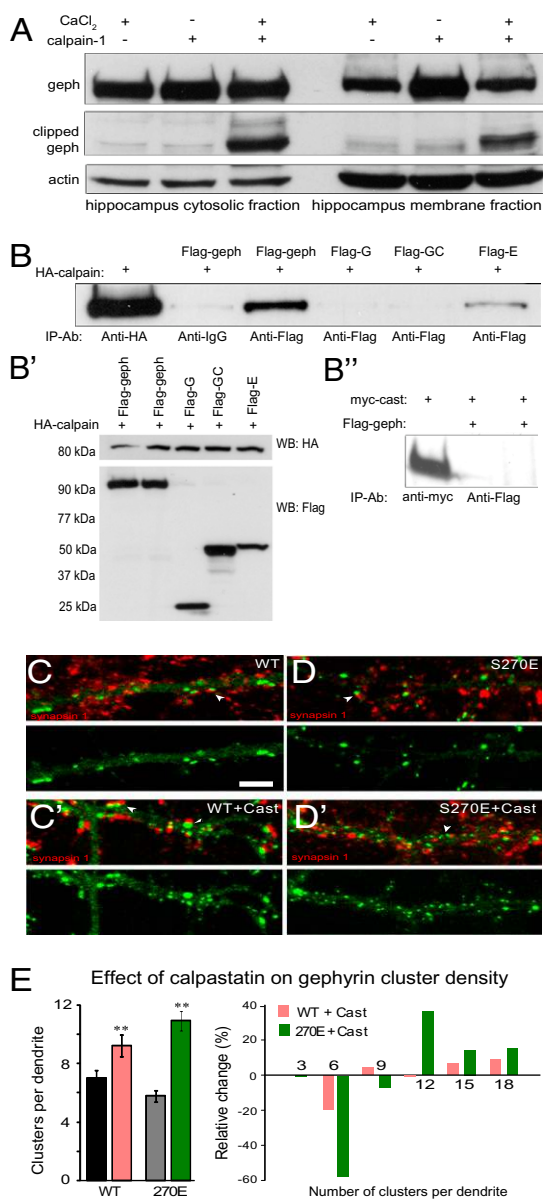 A
CaCl2 + - + + - +
calpain-1 - + + - + +
geph
clipped geph
actin
hippocampus cytosolic fraction hippocampus membrane fraction
B
Flag-geph Flag-geph Flag-G Flag-GC Flag-E
HA-calpain: + + + + + +
IP-Ab: Anti-HA Anti-IgG Anti-Flag Anti-Flag Anti-Flag Anti-Flag
B'
Flag-geph Flag-geph Flag-G Flag-GC Flag-E
HA-calpain + + + + +
80 kDa WB: HA
90 kDa
77 kDa WB: Flag
50 kDa
37 kDa
25 kDa
B''
myc-cast: + + +
Flag-geph: + +
IP-Ab: anti-myc Anti-Flag
C WT
synapsin 1
D S270E
synapsin 1
C' WT+Cast
synapsin 1
D' S270E+Cast
synapsin 1
E Effect of calpastatin on gephyrin cluster density
Clusters per dendrite
12
8
4
0
** **
WT 270E
Relative change (%)
40
20
0
-20
-40
-60
WT + Cast
270E+Cast
3 6 9 12 15 18
Number of clusters per dendrite